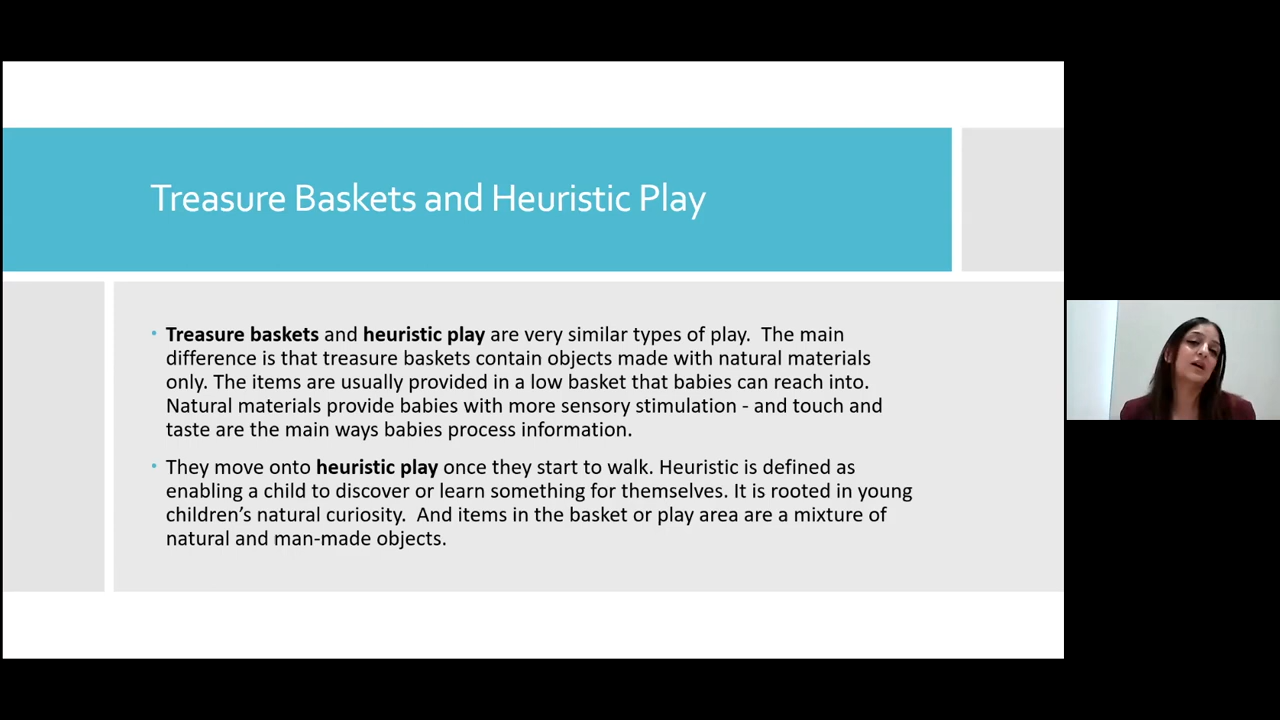 Treasure Baskets and Heuristic Play
• Treasure baskets and heuristic play are very similar types of play.  The main
difference is that treasure baskets contain objects made with natural materials
only. The items are usually provided in a low basket that babies can reach into.
Natural materials provide babies with more sensory stimulation - and touch and
taste are the main ways babies process information.
• They move onto heuristic play once they start to walk. Heuristic is defined as
enabling a child to discover or learn something for themselves. It is rooted in young
children’s natural curiosity.  And items in the basket or play area are a mixture of
natural and man-made objects.